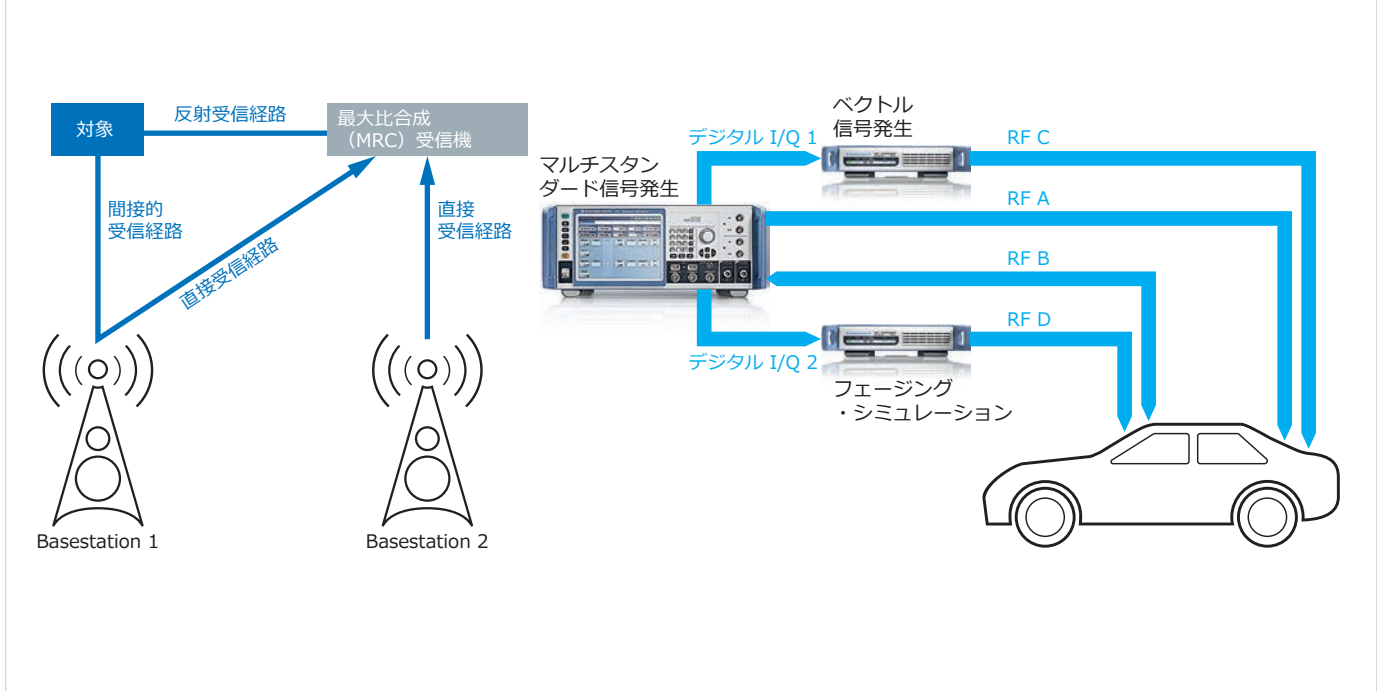 対象
反射受信経路
最大比合成
（MRC）受信機
間接的
受信経路
直接受信経路
直接
受信経路
Basestation 1
Basestation 2
マルチスタン
ダード信号発生
デジタル I/Q 1
ベクトル
信号発生
RF C
RF A
RF B
RF D
デジタル I/Q 2
フェージング
・シミュレーション